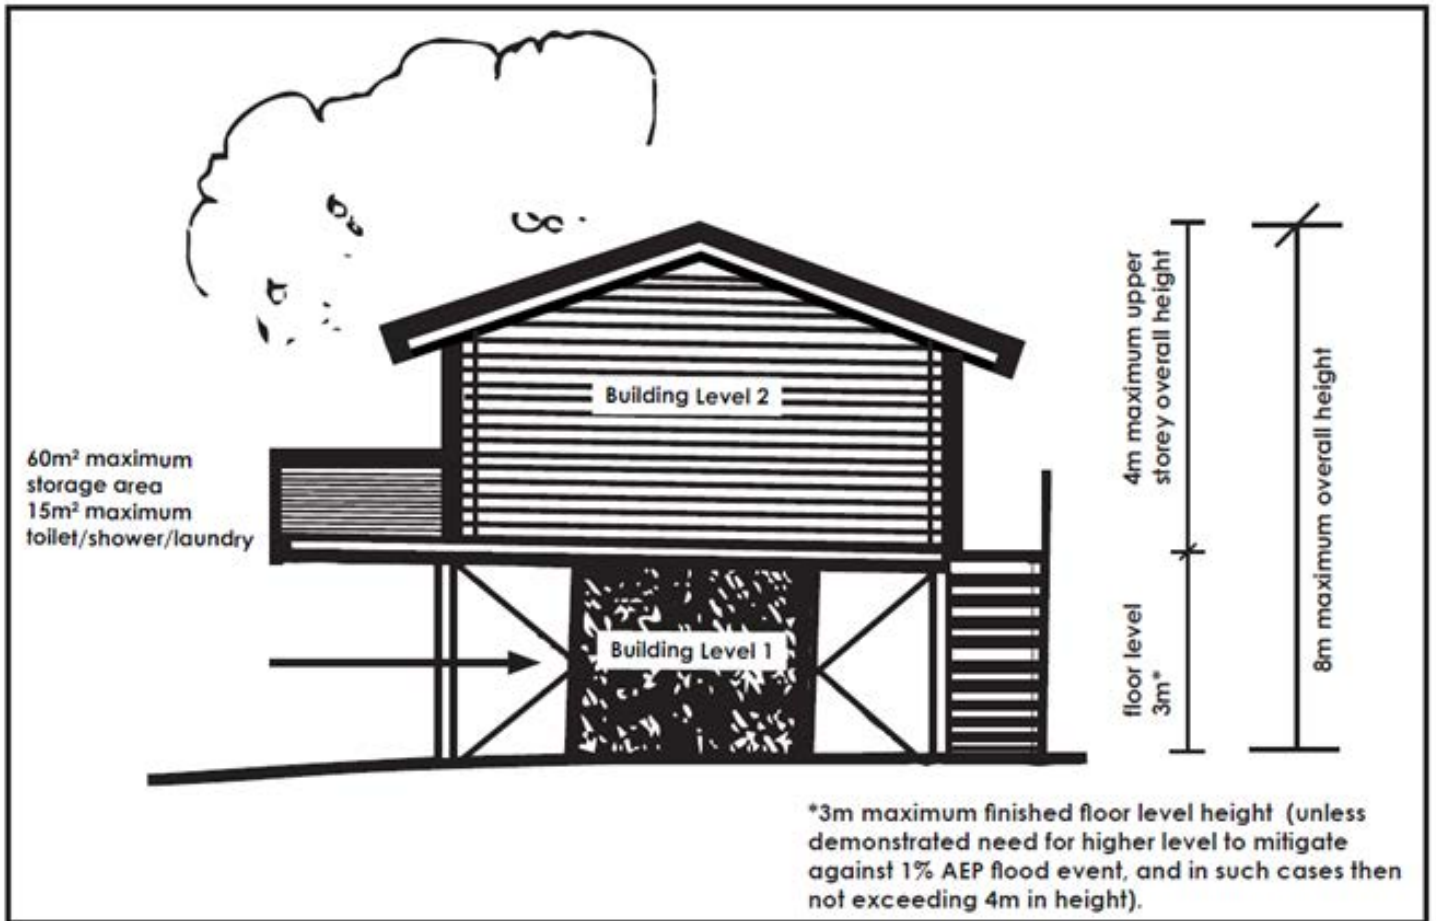 Building Level 2
60m² maximum
storage area
15m² maximum
toilet/shower/laundry
Building Level 1
4m maximum upper
storey overall height
floor level
3m*
8m maximum overall height
*3m maximum finished floor level height (unless
demonstrated need for higher level to mitigate
against 1% AEP flood event, and in such cases then
not exceeding 4m in height).